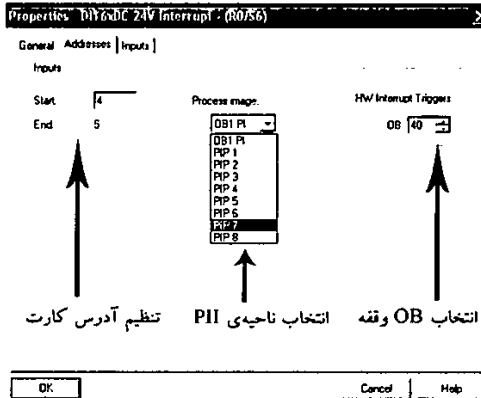 Properties DI16xDC 24V Interrupt - (R0/S6)
General Addresses Inputs
Inputs
Start 4
End 5
Process image:
OB1 PI
OB1 PI
PIP 1
PIP 2
PIP 3
PIP 4
PIP 5
PIP 6
PIP 7
PIP 8
HW Interrupt Triggers
OB 40
تنظیم آدرس کارت
انتخاب ناحیه‌ی PII
انتخاب OB وقفه
OK Cancel Help